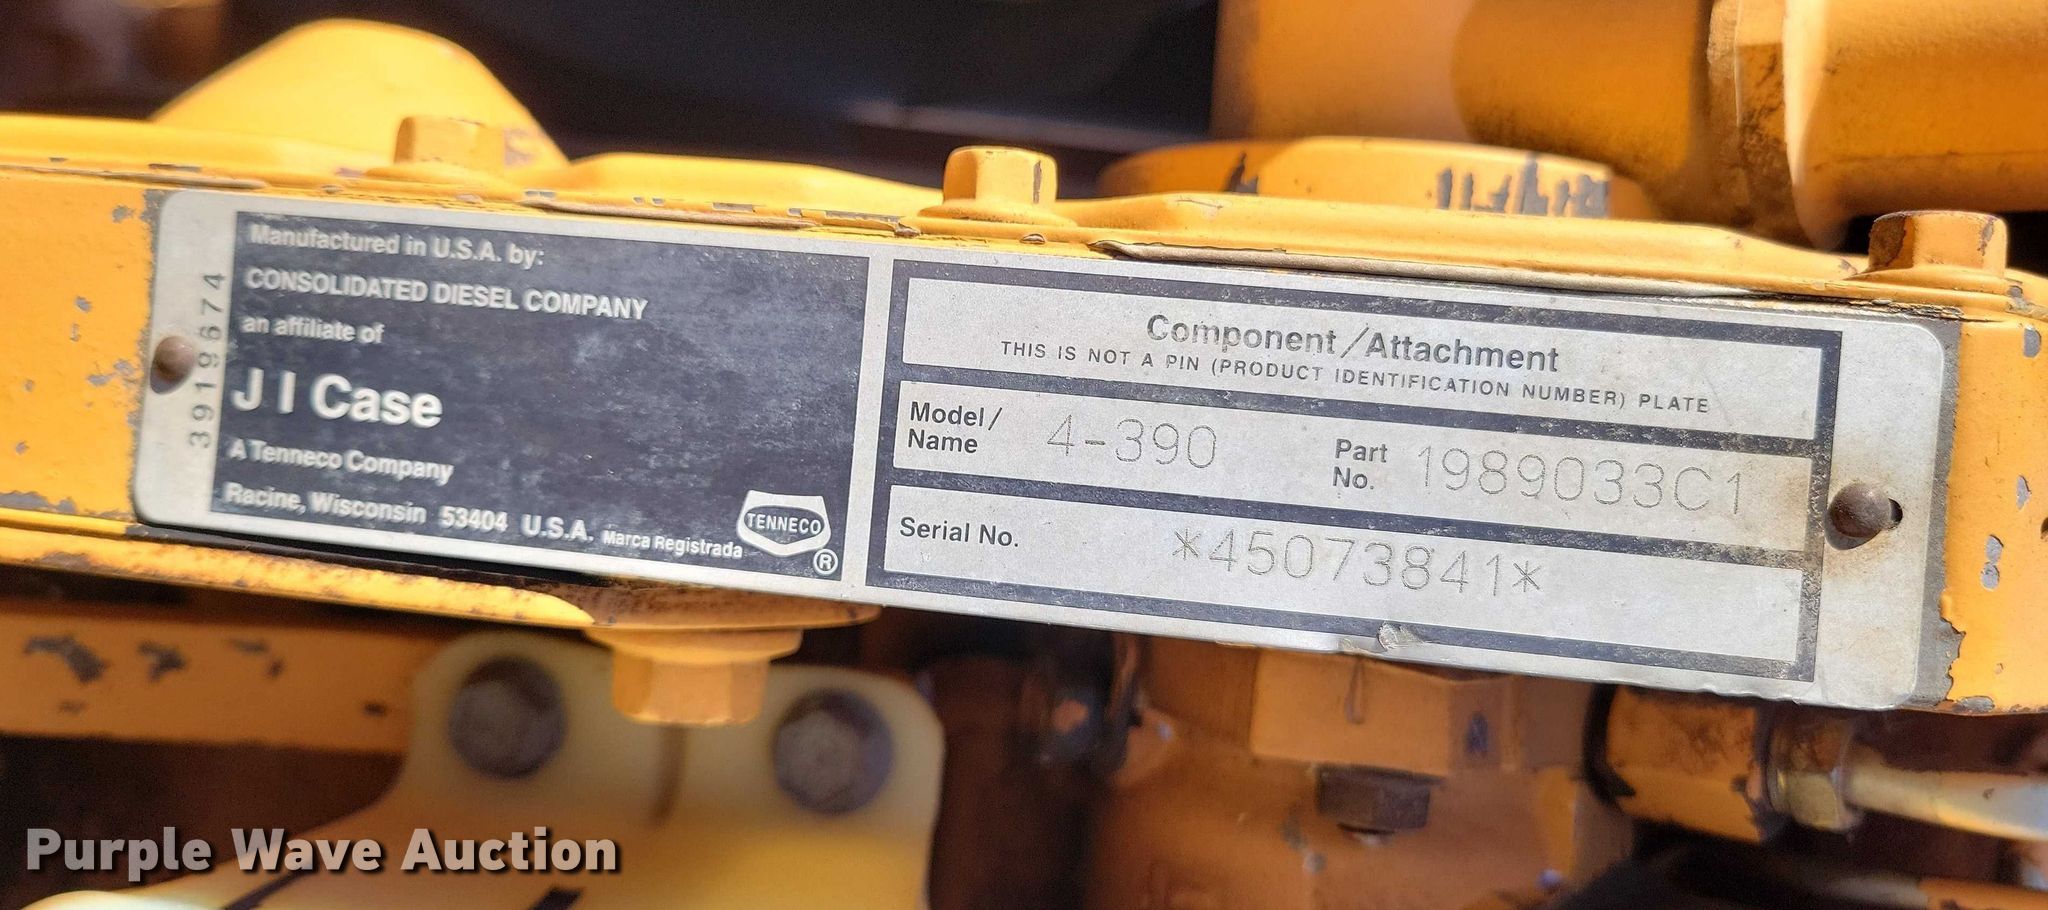 3919674
Manufactured in U.S.A. by:
CONSOLIDATED DIESEL COMPANY
an affiliate of
J I Case
A Tenneco Company
Racine, Wisconsin 53404 U.S.A. Marca Registrada
TENNECO
®
Component/Attachment
THIS IS NOT A PIN (PRODUCT IDENTIFICATION NUMBER) PLATE
Model/Name 4-390 Part No. 1989033C1
Serial No. *45073841*
Purple Wave Auction